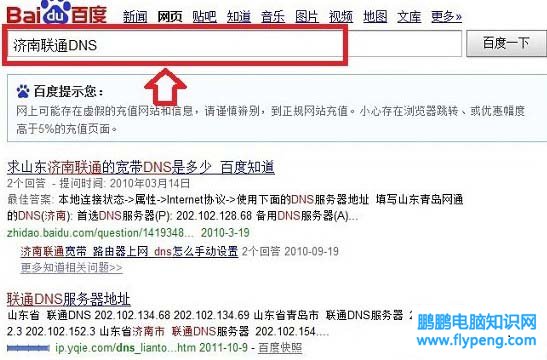 Bai du 百度 新闻 网页 贴吧 知道 音乐 图片 视频 地图 文库 更多»
济南联通DNS 百度一下
百度提示您：
网上可能存在虚假的充值网站和信息，请谨慎辨别，到正规网站充值。小心存在浏览器跳转、或优惠幅度
高于5%的充值页面。
求山东济南联通的宽带DNS是多少_百度知道
2个回答 - 提问时间: 2010年03月14日
最佳答案: 本地连接状态->属性->Internet协议->使用下面的DNS服务器地址 填写山东青岛网通
的DNS(济南): 首选DNS服务器(P): 202.102.128.68 备用DNS服务器(A)...
zhidao.baidu.com/question/1419348... 2010-3-19
济南联通宽带 路由器上网 dns怎么手动设置 2个回答 2010-09-19
更多知道相关问题>>
联通DNS服务器地址
山东省 联通DNS 202.102.134.68 202.102.134.69 山东省青岛市 联通DNS服务器 202
2.3 202.102.152.3 山东省济南市 联通DNS服务器 202.102.154....
ip.yqie.com/dns_lianto...htm 2011-10-9 - 百度快照
鹏鹏电脑知识网
www.flypeng.com